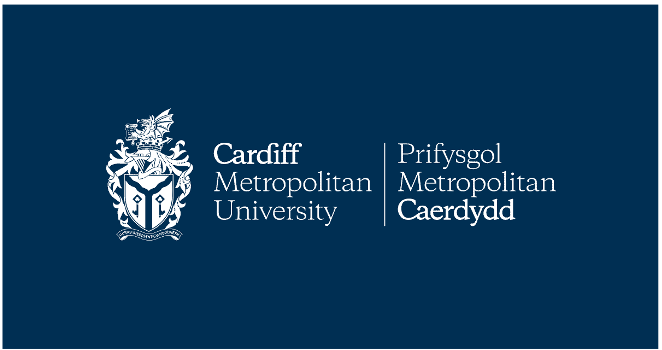 Cardiff
Metropolitan
University
Prifysgol
Metropolitan
Caerdydd